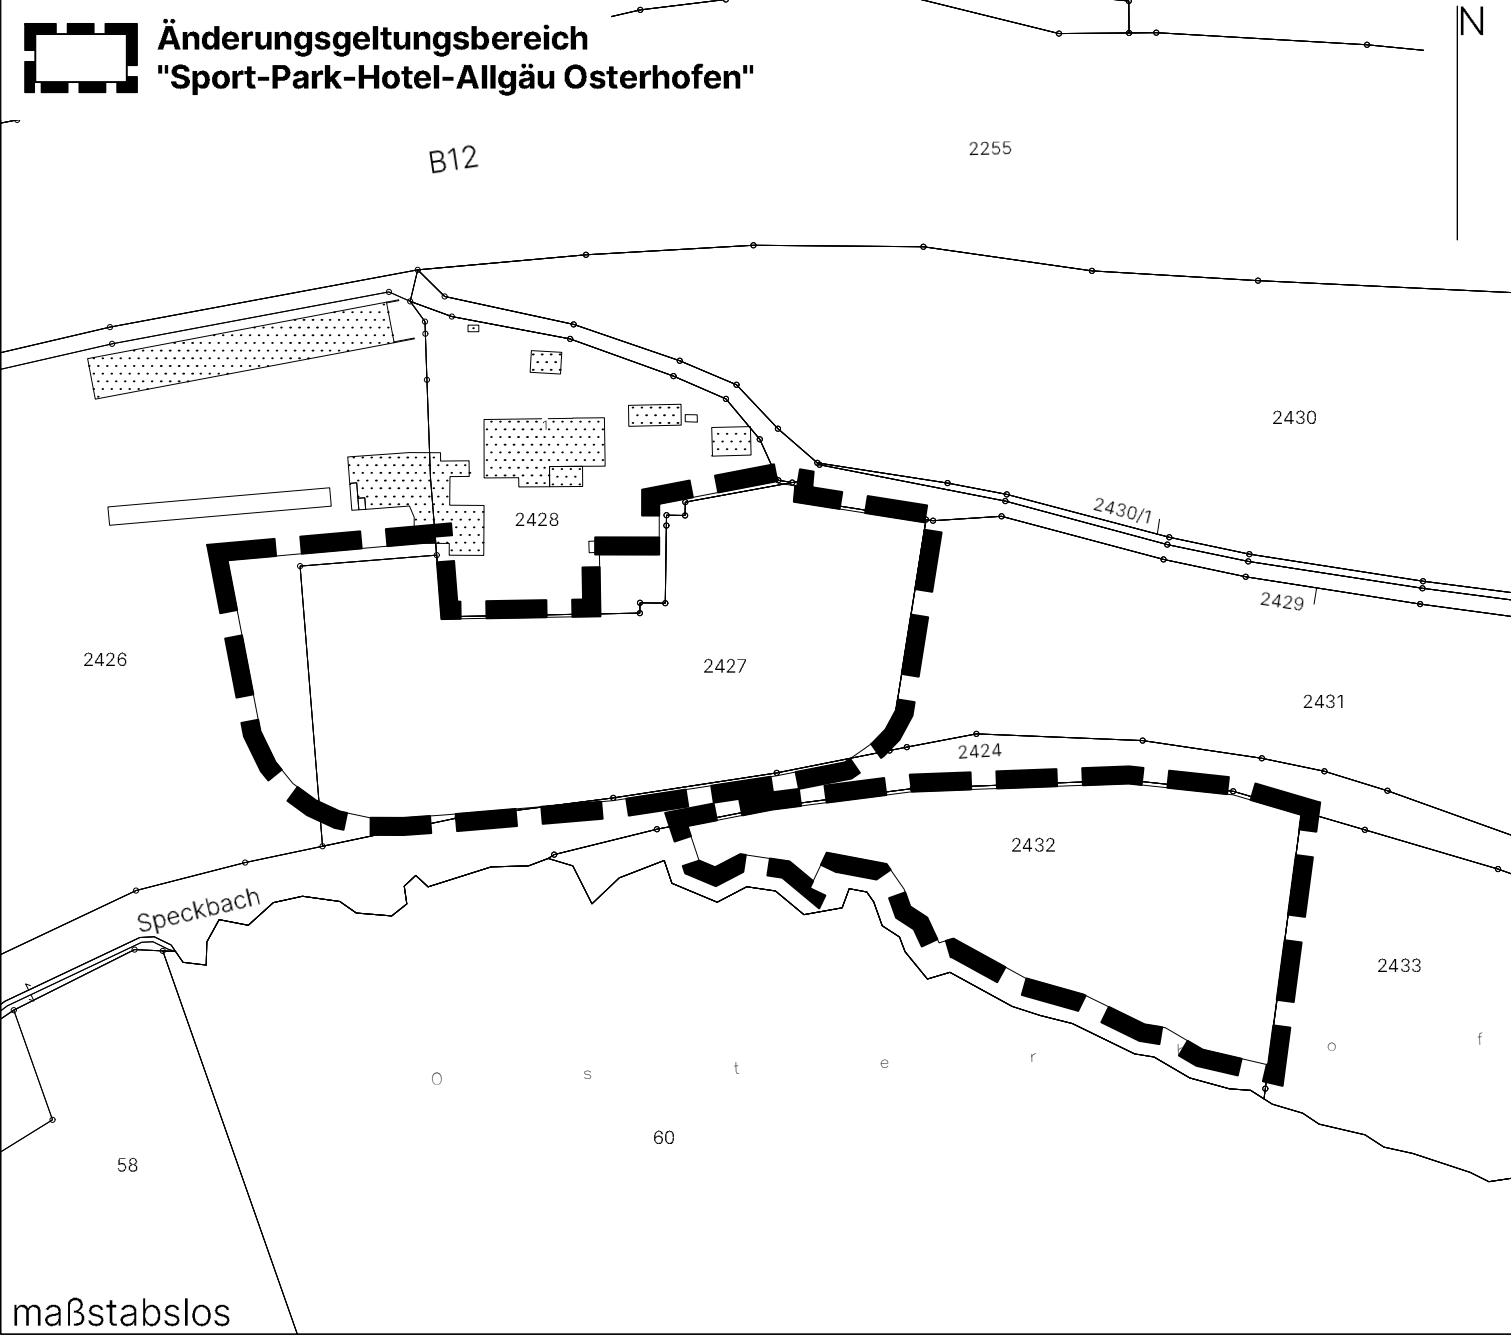 Änderungsgeltungsbereich
"Sport-Park-Hotel-Allgäu Osterhofen"
N
B12
2255
2430
2430/1
2428
2429
2426
2427
2431
2424
2432
Speckbach
2433
O s t e r h o f
60
58
maßstabslos